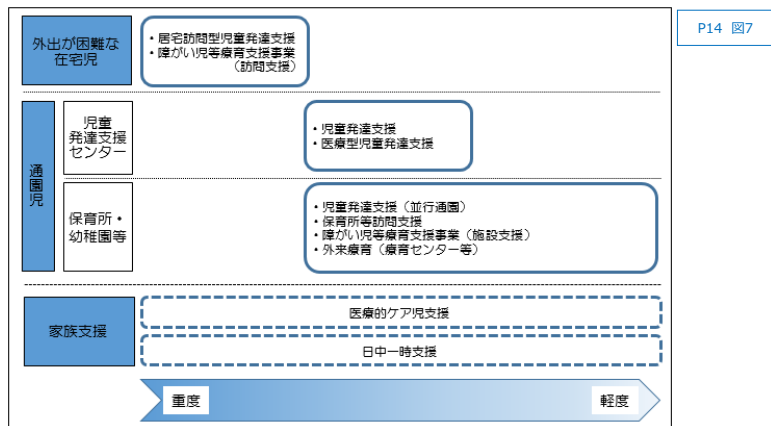 P14 図7
外出が困難な
在宅児
・居宅訪問型児童発達支援
・障がい児等療育支援事業
（訪問支援）
通園児
児童
発達支援
センター
・児童発達支援
・医療型児童発達支援
保育所・
幼稚園等
・児童発達支援（並行通園）
・保育所等訪問支援
・障がい児等療育支援事業（施設支援）
・外来療育（療育センター等）
家族支援
医療的ケア児支援
日中一時支援
重度
軽度